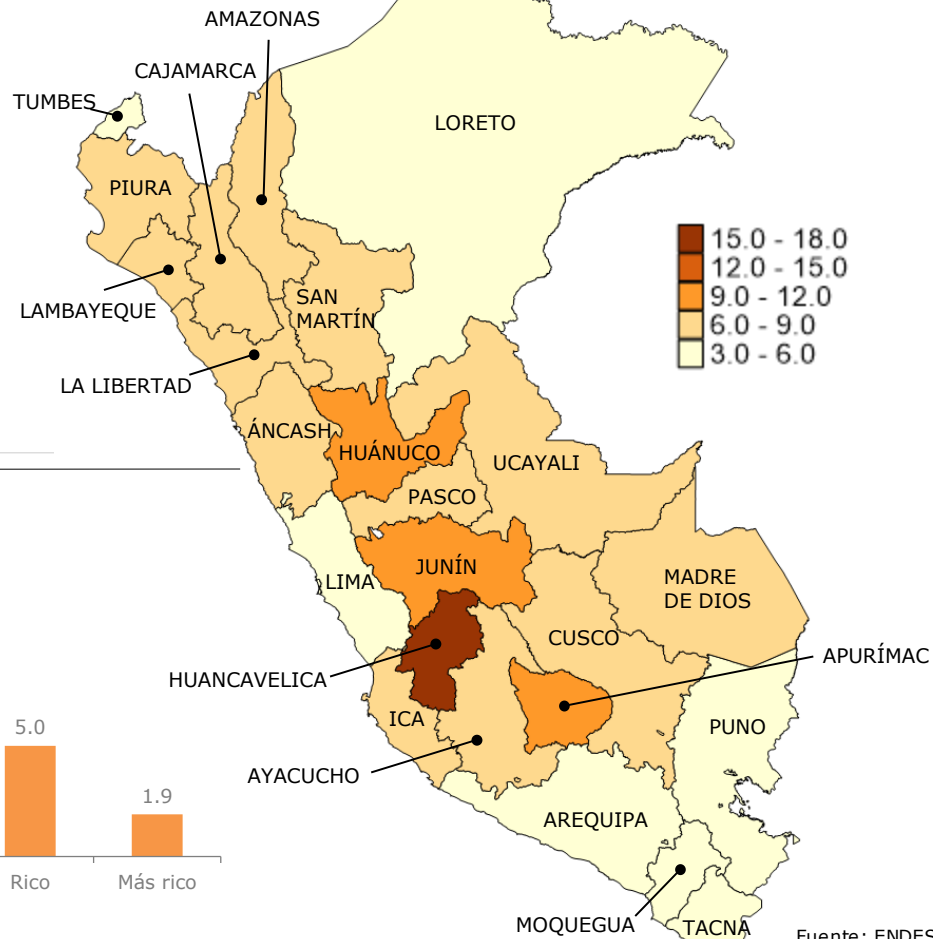 AMAZONAS
CAJAMARCA
TUMBES
LORETO
PIURA
15.0 - 18.0
12.0 - 15.0
9.0 - 12.0
6.0 - 9.0
3.0 - 6.0
LAMBAYEQUE
SAN
MARTÍN
LA LIBERTAD
ÁNCASH
HUÁNUCO
UCAYALI
PASCO
LIMA
JUNÍN
MADRE
DE DIOS
CUSCO
APURÍMAC
HUANCAVELICA
ICA
PUNO
AYACUCHO
AREQUIPA
MOQUEGUA
TACNA
5.0
1.9
Rico
Más rico
Fuente: ENDES